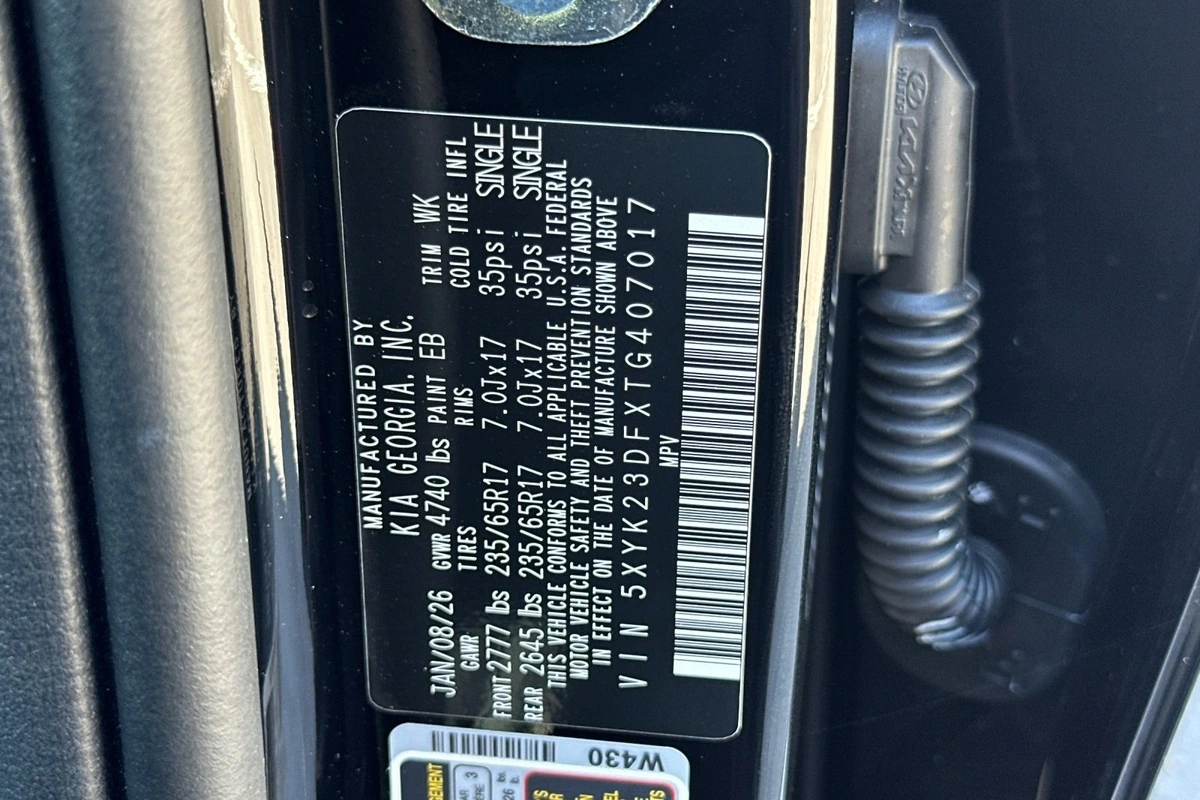 MANUFACTURED BY
KIA GEORGIA, INC.
JAN/08/26 GVWR 4740 lbs PAINT EB TRIM WK
GAWR TIRES RIMS COLD TIRE INFL
FRONT 2777 lbs 235/65R17 7.0Jx17 35psi SINGLE
REAR 2645 lbs 235/65R17 7.0Jx17 35psi SINGLE
THIS VEHICLE CONFORMS TO ALL APPLICABLE U.S.A. FEDERAL
MOTOR VEHICLE SAFETY AND THEFT PREVENTION STANDARDS
IN EFFECT ON THE DATE OF MANUFACTURE SHOWN ABOVE
VIN 5XYK23DFXTG407017
MPV
W430
3
26